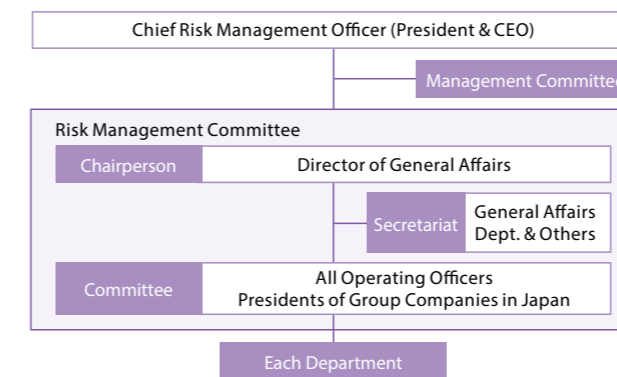 Chief Risk Management Officer (President & CEO)
Management Committee
Risk Management Committee
Chairperson
Director of General Affairs
Secretariat
General Affairs
Dept. & Others
Committee
All Operating Officers
Presidents of Group Companies in Japan
Each Department